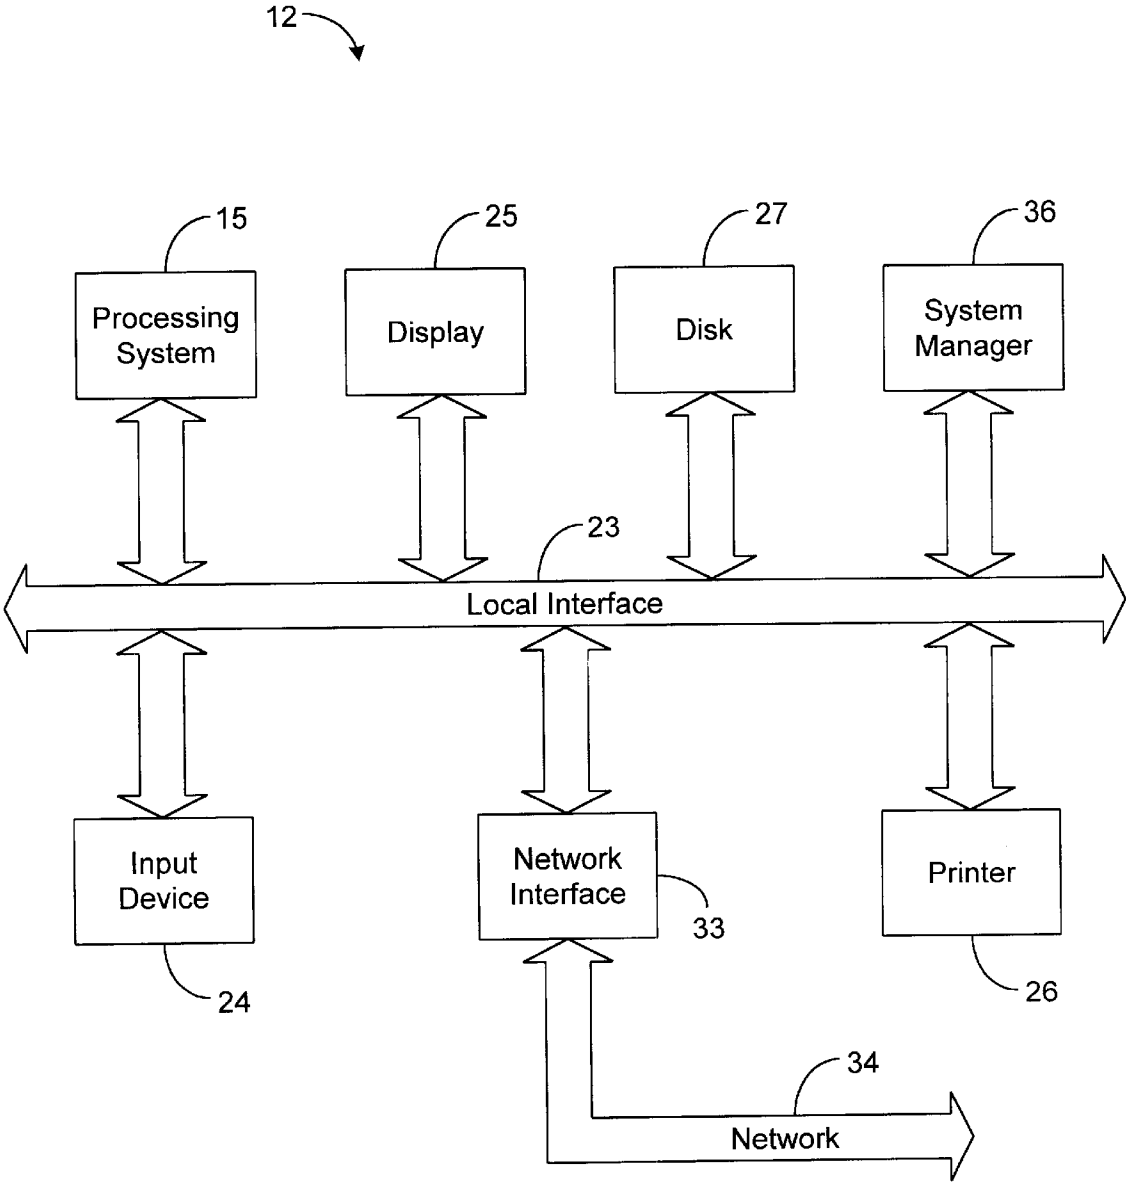 12
15
25
27
36
Processing
System
Display
Disk
System
Manager
23
Local Interface
Input
Device
Network
Interface
Printer
33
24
26
34
Network